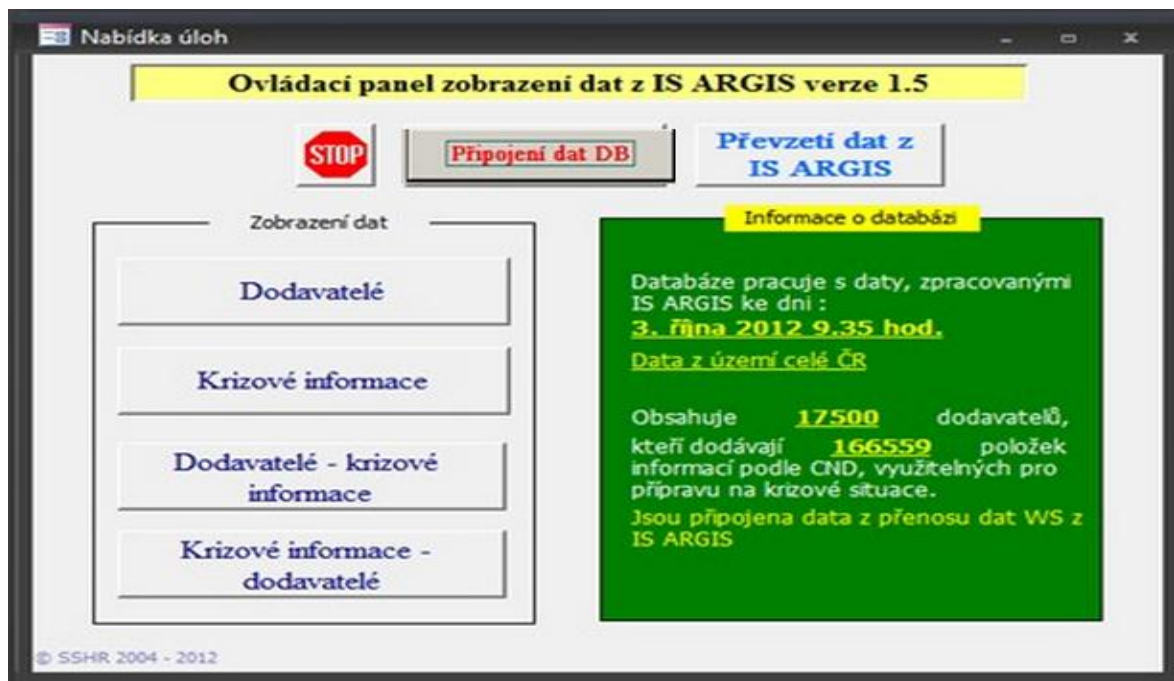 Nabídka úloh
Ovládací panel zobrazení dat z IS ARGIS verze 1.5
STOP
Připojení dat DB
Převzetí dat z
IS ARGIS
Zobrazení dat
Dodavatelé
Krizové informace
Dodavatelé - krizové
informace
Krizové informace -
dodavatelé
Informace o databázi
Databáze pracuje s daty, zpracovanými
IS ARGIS ke dni :
3. října 2012 9.35 hod.
Data z území celé ČR
Obsahuje 17500 dodavatelů,
kteří dodávají 166559 položek
informací podle CND, využitelných pro
přípravu na krizové situace.
Jsou připojena data z přenosu dat WS z
IS ARGIS
© SSHR 2004 - 2012